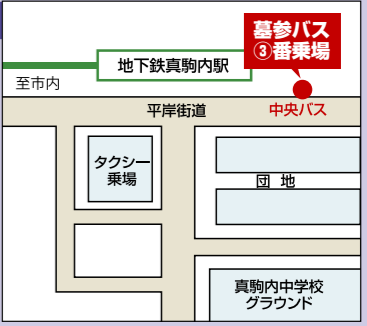 墓参バス
③番乗場
地下鉄真駒内駅
至市内
平岸街道
中央バス
タクシー
乗場
団地
真駒内中学校
グラウンド